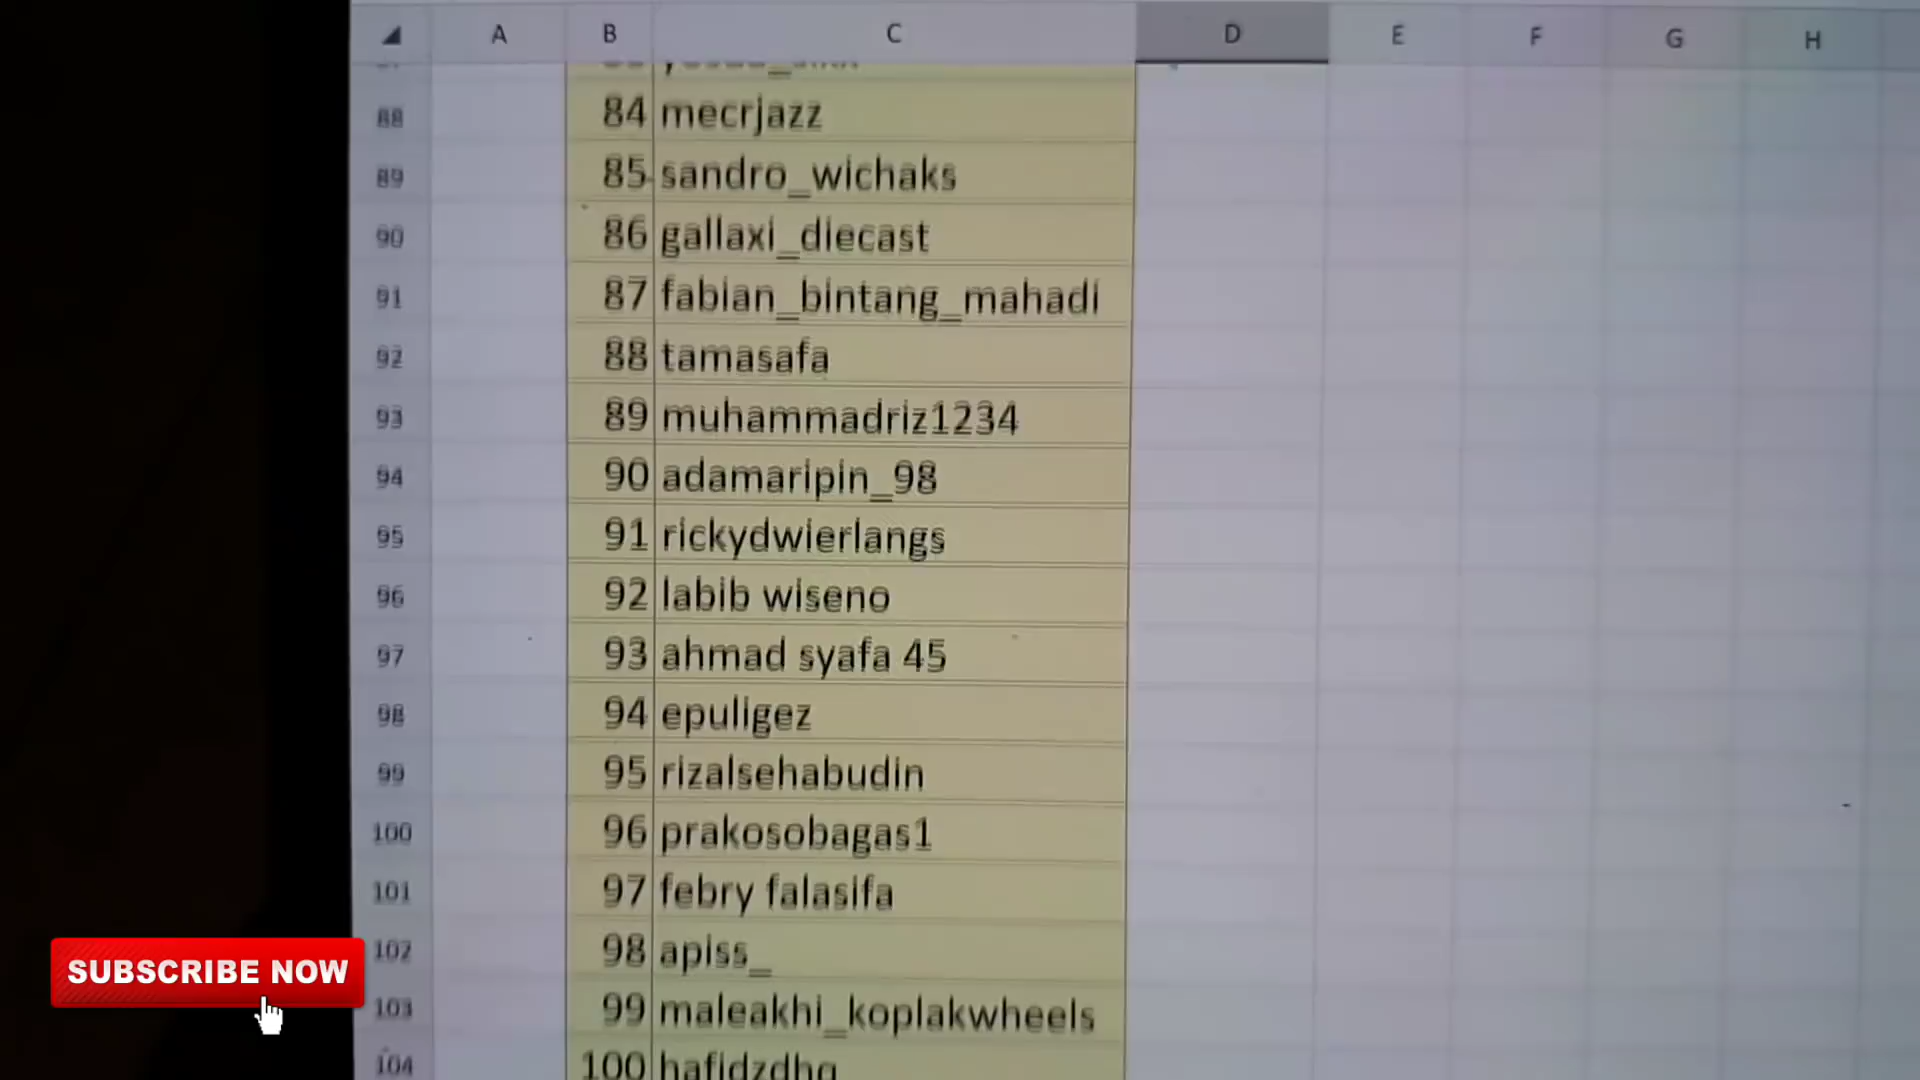 A B C D E F G H
88 84 mecrjazz
89 85 sandro_wichaks
90 86 gallaxi_diecast
91 87 fabian_bintang_mahadi
92 88 tamasafa
93 89 muhammadriz1234
94 90 adamaripin_98
95 91 rickydwierlangs
96 92 labib wiseno
97 93 ahmad syafa 45
98 94 epuligez
99 95 rizalsehabudin
100 96 prakosobagas1
101 97 febry falasifa
102 98 apiss_
103 99 maleakhi_koplakwheels
104 100 hafidzdhq
SUBSCRIBE NOW